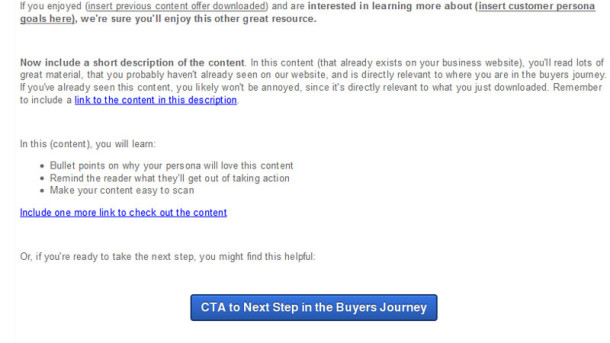 If you enjoyed (insert previous content offer downloaded) and are interested in learning more about (insert customer persona
goals here), we're sure you'll enjoy this other great resource.
Now include a short description of the content. In this content (that already exists on your business website), you'll read lots of
great material, that you probably haven't already seen on our website, and is directly relevant to where you are in the buyers journey.
If you've already seen this content, you likely won't be annoyed, since it's directly relevant to what you just downloaded. Remember
to include a link to the content in this description.
In this (content), you will learn:
• Bullet points on why your persona will love this content
• Remind the reader what they'll get out of taking action
• Make your content easy to scan
Include one more link to check out the content
Or, if you're ready to take the next step, you might find this helpful:
CTA to Next Step in the Buyers Journey